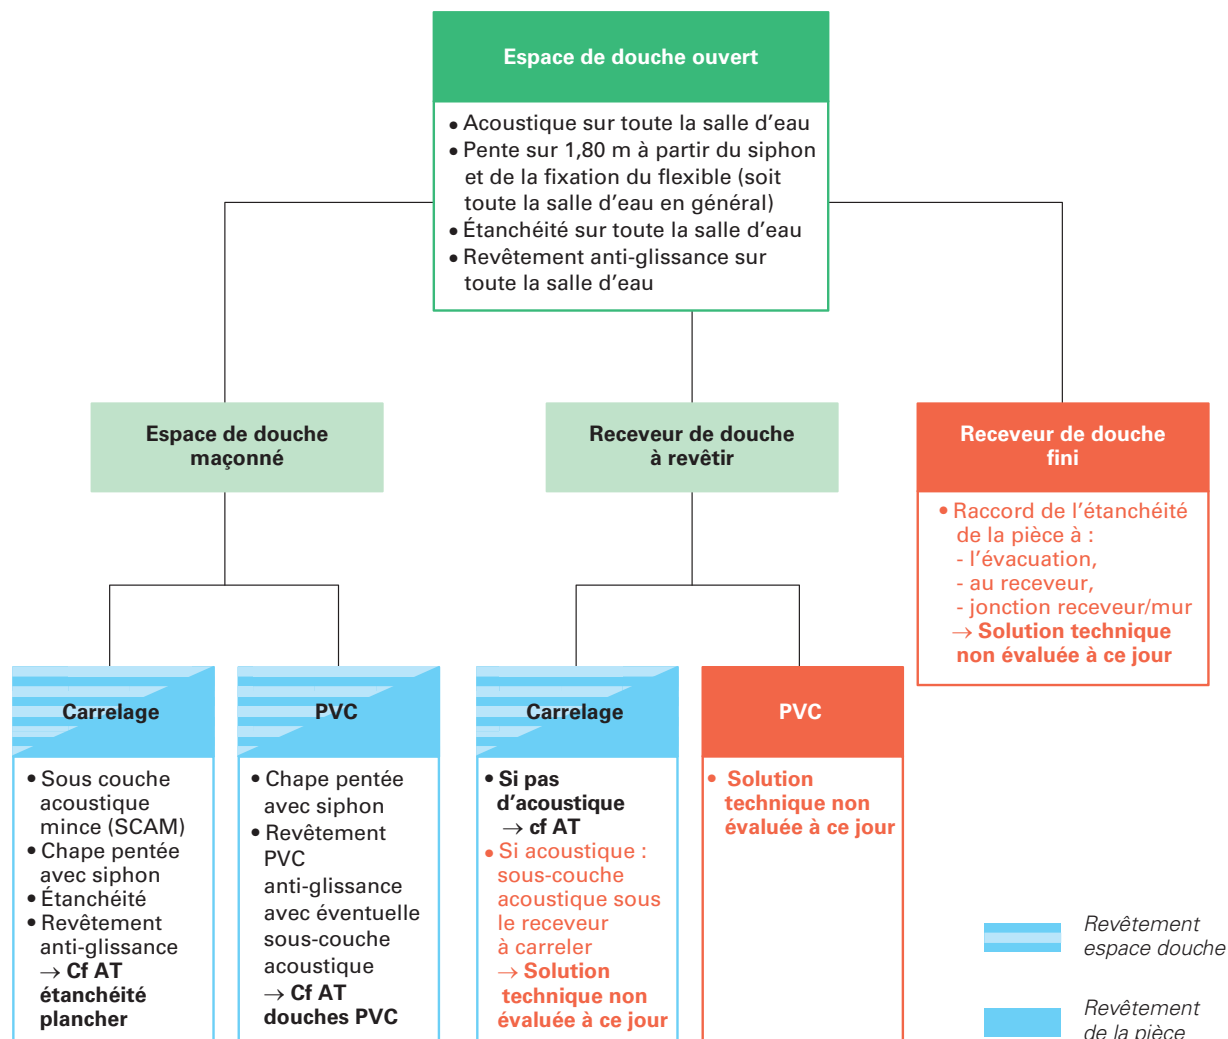 Espace de douche ouvert
• Acoustique sur toute la salle d'eau
• Pente sur 1,80 m à partir du siphon
et de la fixation du flexible (soit
toute la salle d'eau en général)
• Étanchéité sur toute la salle d'eau
• Revêtement anti-glissance sur
toute la salle d'eau
Espace de douche
maçonné
Receveur de douche
à revêtir
Receveur de douche
fini
• Raccord de l'étanchéité
de la pièce à :
- l'évacuation,
- au receveur,
- jonction receveur/mur
→ Solution technique
non évaluée à ce jour
Carrelage
• Sous couche
acoustique
mince (SCAM)
• Chape pentée
avec siphon
• Étanchéité
• Revêtement
anti-glissance
→ Cf AT
étanchéité
plancher
PVC
• Chape pentée
avec siphon
• Revêtement
PVC
anti-glissance
avec éventuelle
sous-couche
acoustique
→ Cf AT
douches PVC
Carrelage
• Si pas
d'acoustique
→ cf AT
• Si acoustique :
sous-couche
acoustique sous
le receveur
à carreler
→ Solution
technique non
évaluée à ce jour
PVC
• Solution
technique non
évaluée à ce jour
Revêtement
espace douche
Revêtement
de la pièce